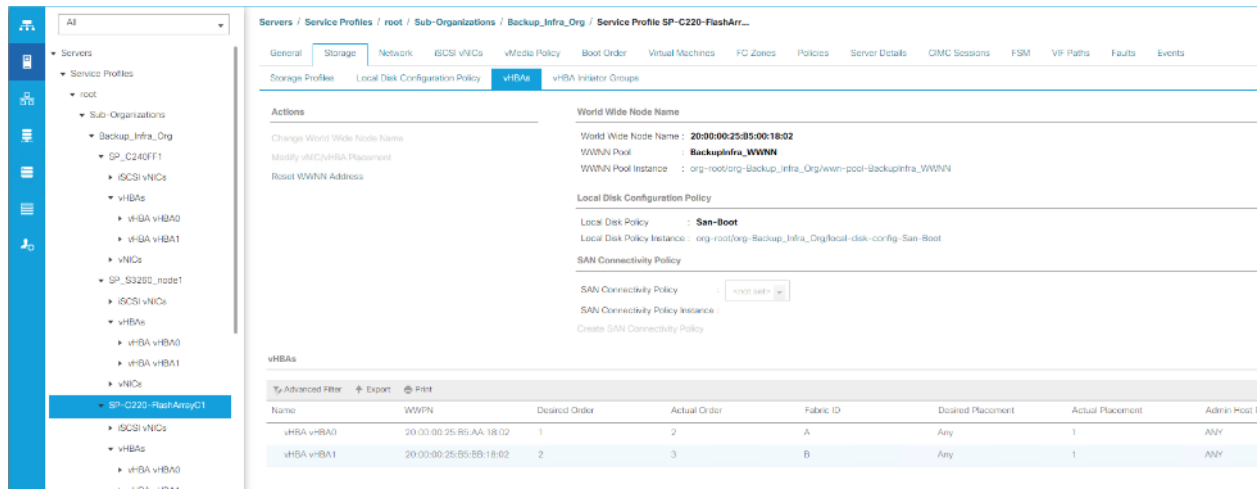 All
Servers / Service Profiles / root / Sub-Organizations / Backup_Infra_Org / Service Profile SP-C220-FlashArr...
General Storage Network iSCSI vNICs vMedia Policy Boot Order Virtual Machines FC Zones Policies Server Details CIMC Sessions FSM VIF Paths Faults Events
Storage Profiles Local Disk Configuration Policy vHBAs vHBA Initiator Groups
Servers
Service Profiles
root
Sub-Organizations
Backup_Infra_Org
SP_C240FF1
iSCSI vNICs
vHBAs
vHBA vHBA0
vHBA vHBA1
vNICs
SP_S3260_node1
iSCSI vNICs
vHBAs
vHBA vHBA0
vHBA vHBA1
vNICs
SP-C220-FlashArrayC1
iSCSI vNICs
vHBAs
vHBA vHBA0
Actions
Change World Wide Node Name
Modify vNIC/vHBA Placement
Reset WWNN Address
World Wide Node Name
World Wide Node Name : 20:00:00:25:B5:00:18:02
WWNN Pool : BackupInfra_WWNN
WWNN Pool Instance : org-root/org-Backup_Infra_Org/wwn-pool-BackupInfra_WWNN
Local Disk Configuration Policy
Local Disk Policy : San-Boot
Local Disk Policy Instance : org-root/org-Backup_Infra_Org/local-disk-config-San-Boot
SAN Connectivity Policy
SAN Connectivity Policy : <not set>
SAN Connectivity Policy Instance :
Create SAN Connectivity Policy
vHBAs
Advanced Filter Export Print
Name WWPN Desired Order Actual Order Fabric ID Desired Placement Actual Placement Admin Host
vHBA vHBA0 20:00:00:25:B5:AA:18:02 1 2 A Any 1 ANY
vHBA vHBA1 20:00:00:25:B5:BB:18:02 2 3 B Any 1 ANY